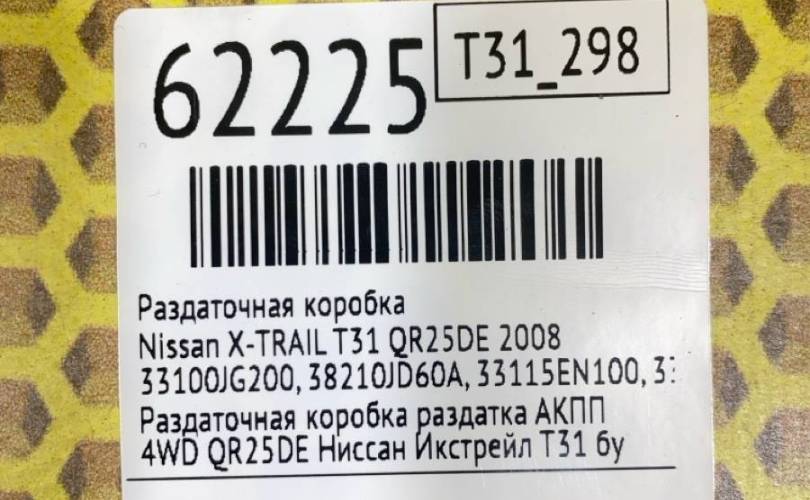 62225
T31_298
Раздаточная коробка
Nissan X-TRAIL T31 QR25DE 2008
33100JG200, 38210JD60A, 33115EN100,
Раздаточная коробка раздатка АКПП
4WD QR25DE Ниссан Икстрейл Т31 бу